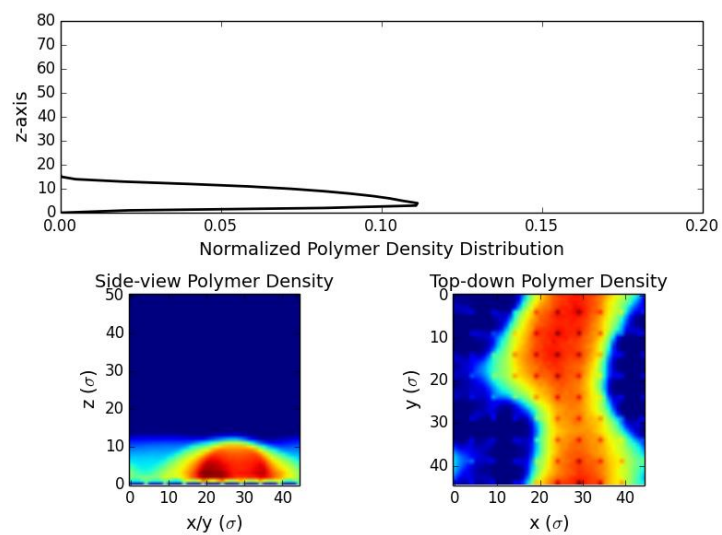 80
70
60
50
40
30
20
10
0
z-axis
0.00 0.05 0.10 0.15 0.20
Normalized Polymer Density Distribution
Side-view Polymer Density
50
40
30
20
10
0
z (σ)
0 10 20 30 40
x/y (σ)
Top-down Polymer Density
0
10
20
30
40
y (σ)
0 10 20 30 40
x (σ)